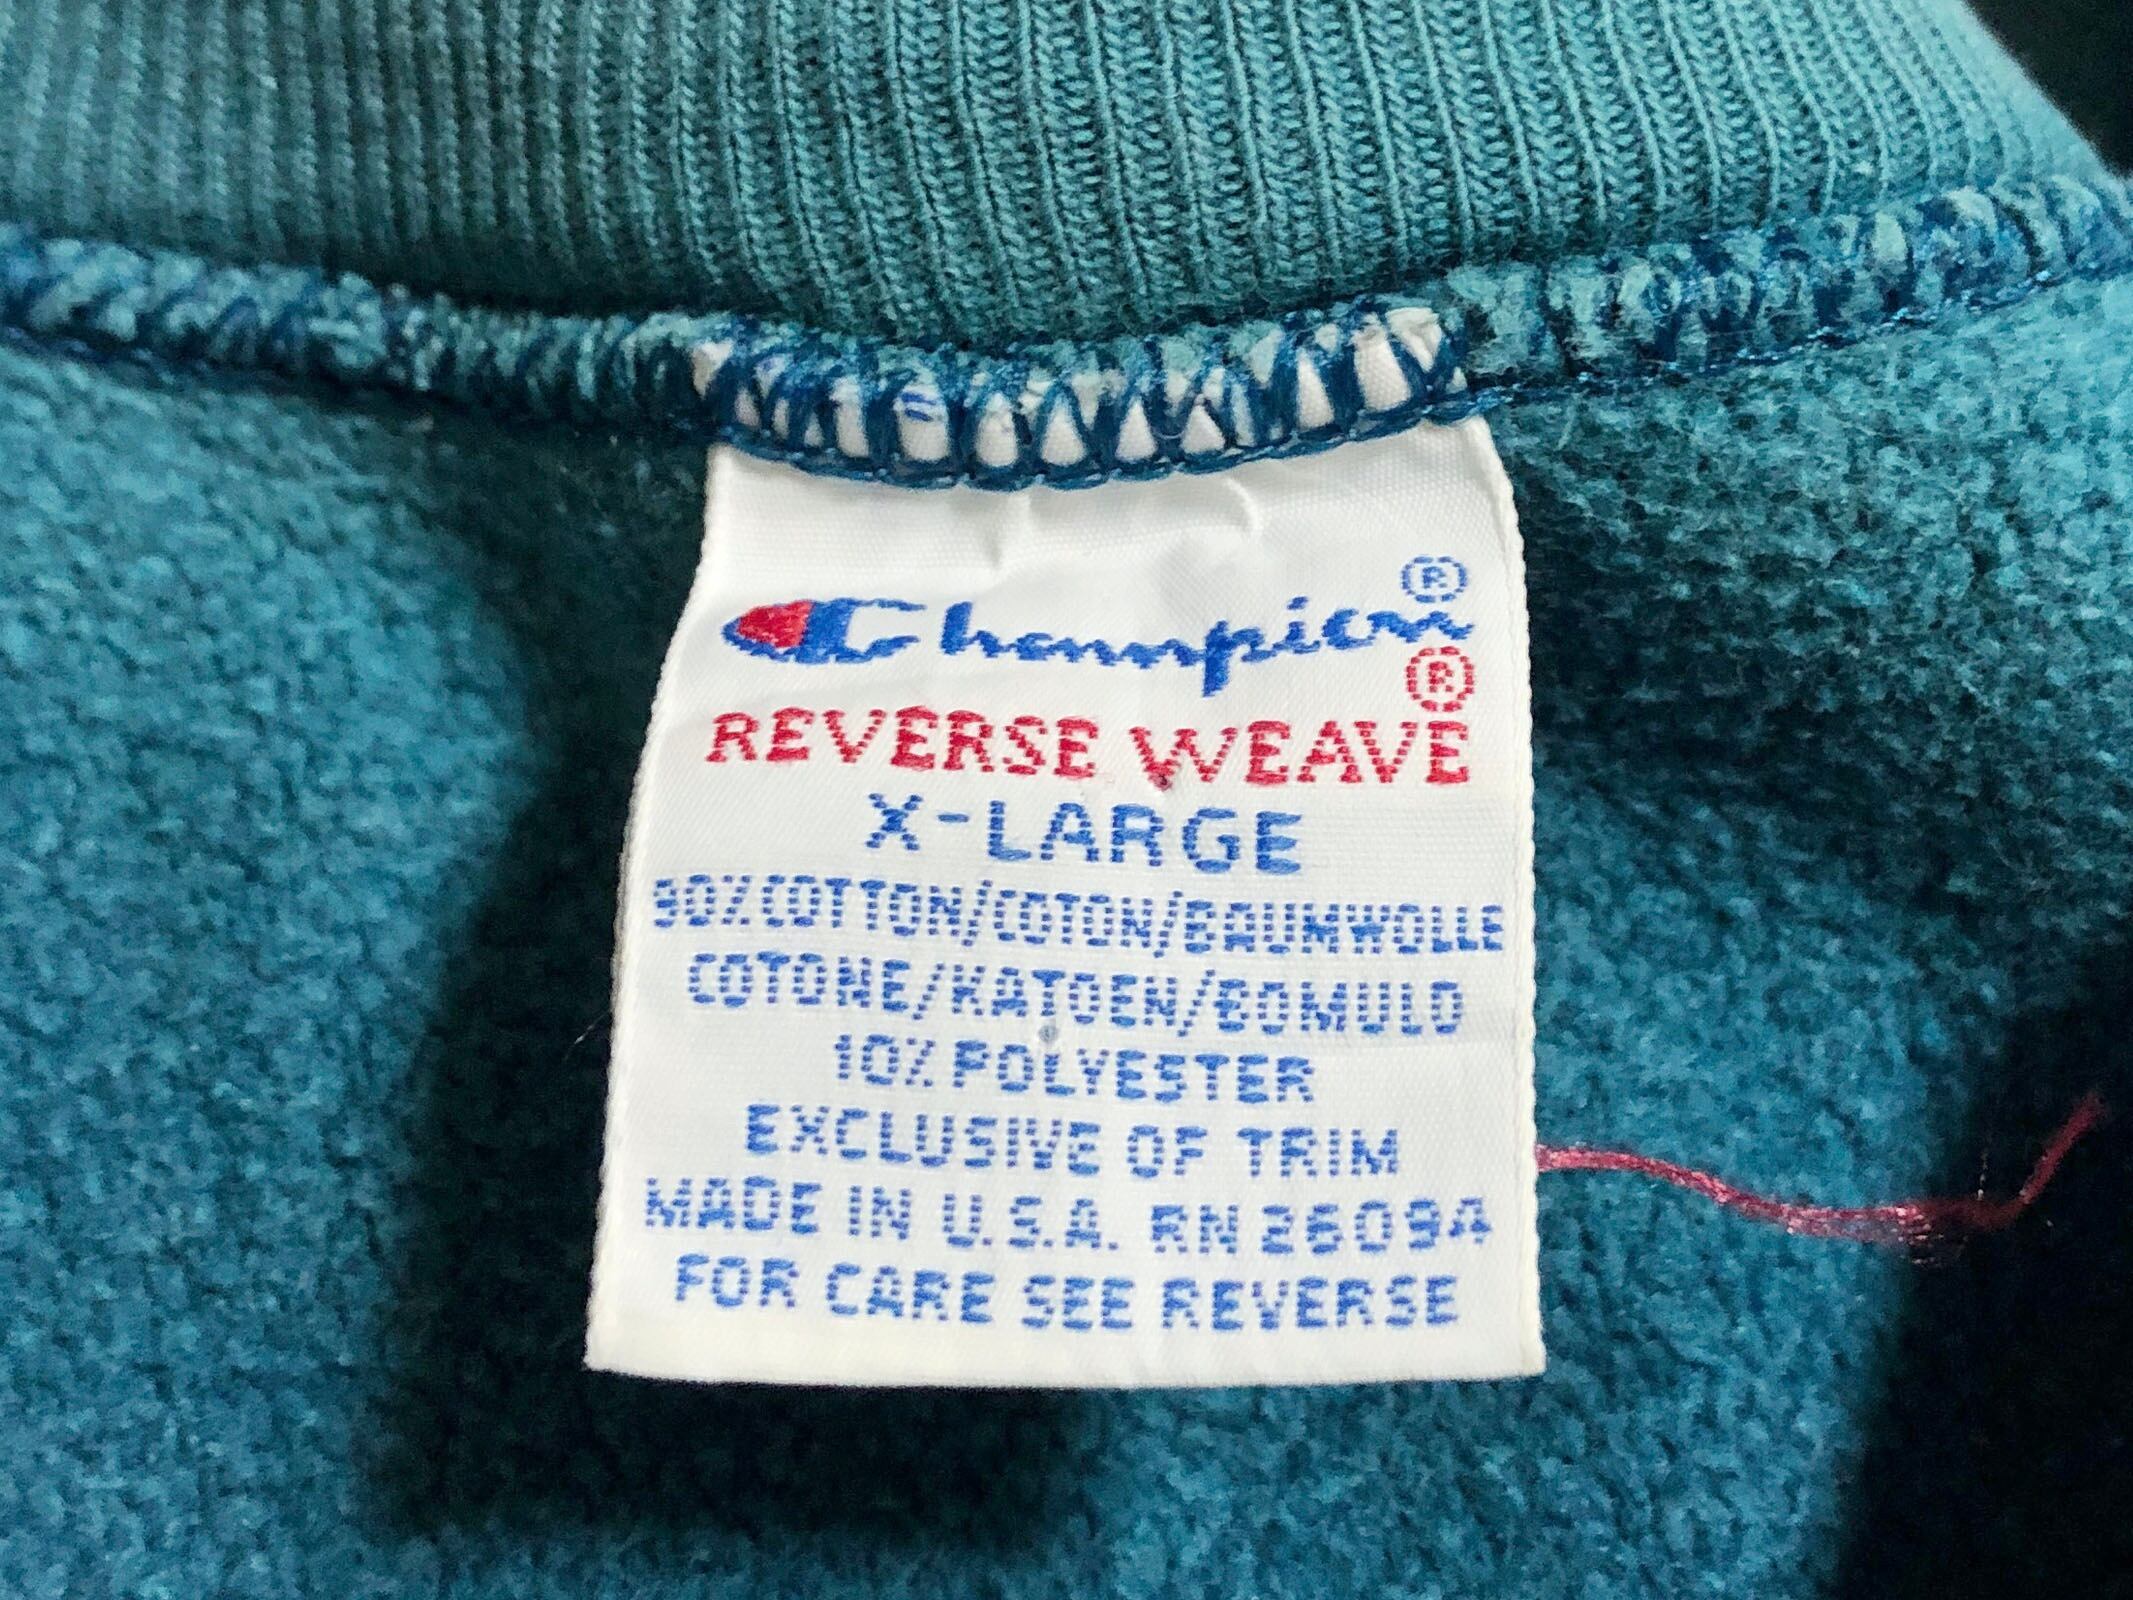 Champion®
REVERSE WEAVE®
X-LARGE
90% COTTON/COTON/BAUMWOLLE
COTONE/KATOEN/BOMULD
10% POLYESTER
EXCLUSIVE OF TRIM
MADE IN U.S.A. RN 26094
FOR CARE SEE REVERSE